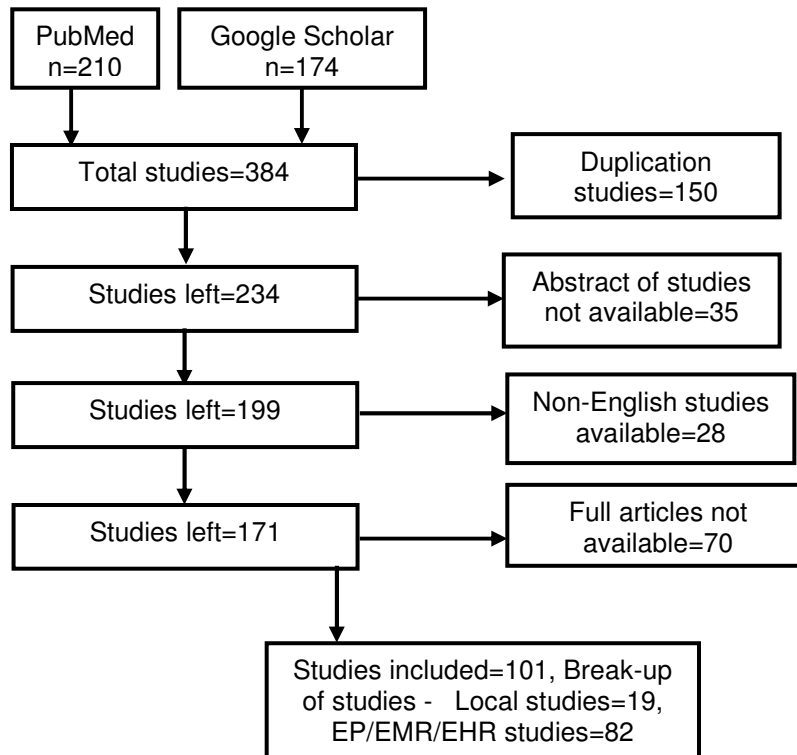 PubMed
n=210
Google Scholar
n=174
Total studies=384
Duplication
studies=150
Studies left=234
Abstract of studies
not available=35
Studies left=199
Non-English studies
available=28
Studies left=171
Full articles not
available=70
Studies included=101, Break-up
of studies - Local studies=19,
EP/EMR/EHR studies=82